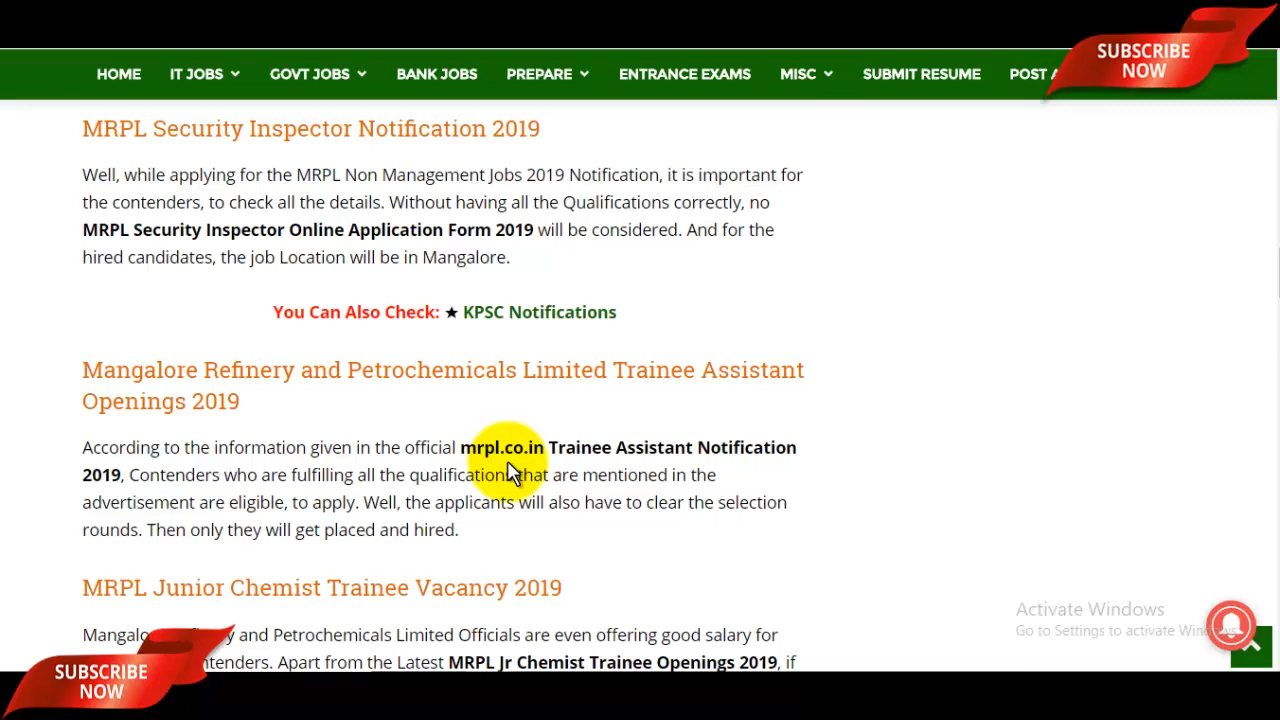 HOME IT JOBS GOVT JOBS BANK JOBS PREPARE ENTRANCE EXAMS MISC SUBMIT RESUME POST
SUBSCRIBE
NOW
MRPL Security Inspector Notification 2019
Well, while applying for the MRPL Non Management Jobs 2019 Notification, it is important for
the contenders, to check all the details. Without having all the Qualifications correctly, no
MRPL Security Inspector Online Application Form 2019 will be considered. And for the
hired candidates, the job Location will be in Mangalore.
You Can Also Check: ★ KPSC Notifications
Mangalore Refinery and Petrochemicals Limited Trainee Assistant
Openings 2019
According to the information given in the official mrpl.co.in Trainee Assistant Notification
2019, Contenders who are fulfilling all the qualifications that are mentioned in the
advertisement are eligible, to apply. Well, the applicants will also have to clear the selection
rounds. Then only they will get placed and hired.
MRPL Junior Chemist Trainee Vacancy 2019
and Petrochemicals Limited Officials are even offering good salary for
Apart from the Latest MRPL Jr Chemist Trainee Openings 2019, if
Activate Windows
Go to Settings to activate Windows.
SUBSCRIBE
NOW